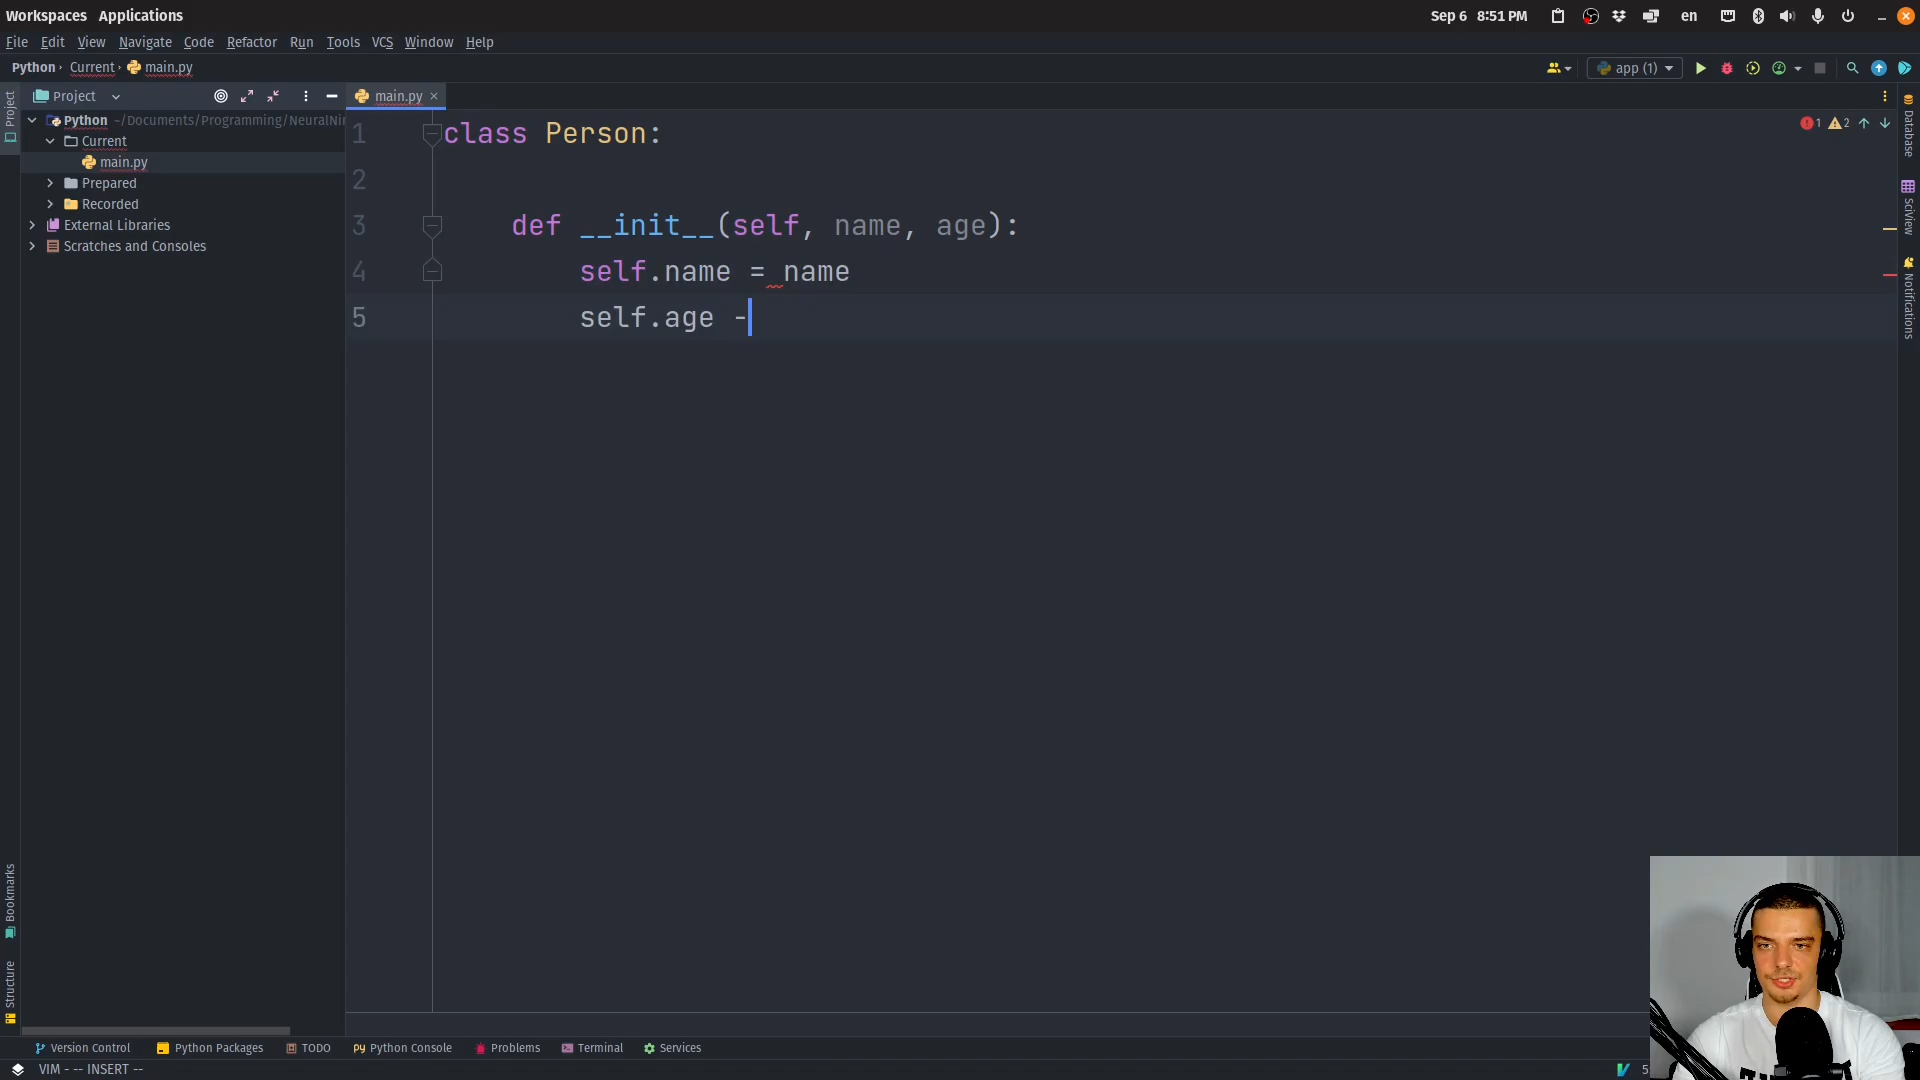 Workspaces Applications
Sep 6 8:51 PM
en
File Edit View Navigate Code Refactor Run Tools VCS Window Help
Python Current main.py
app (1)
Project
Project
main.py
Python ~/Documents/Programming/NeuralNi
Current
main.py
Prepared
Recorded
External Libraries
Scratches and Consoles
1 class Person:
2
3 def __init__(self, name, age):
4 self.name = name
5 self.age -
1 2
Database
SciView
Notifications
Bookmarks
Structure
Version Control Python Packages TODO Python Console Problems Terminal Services
VIM - -- INSERT --
5